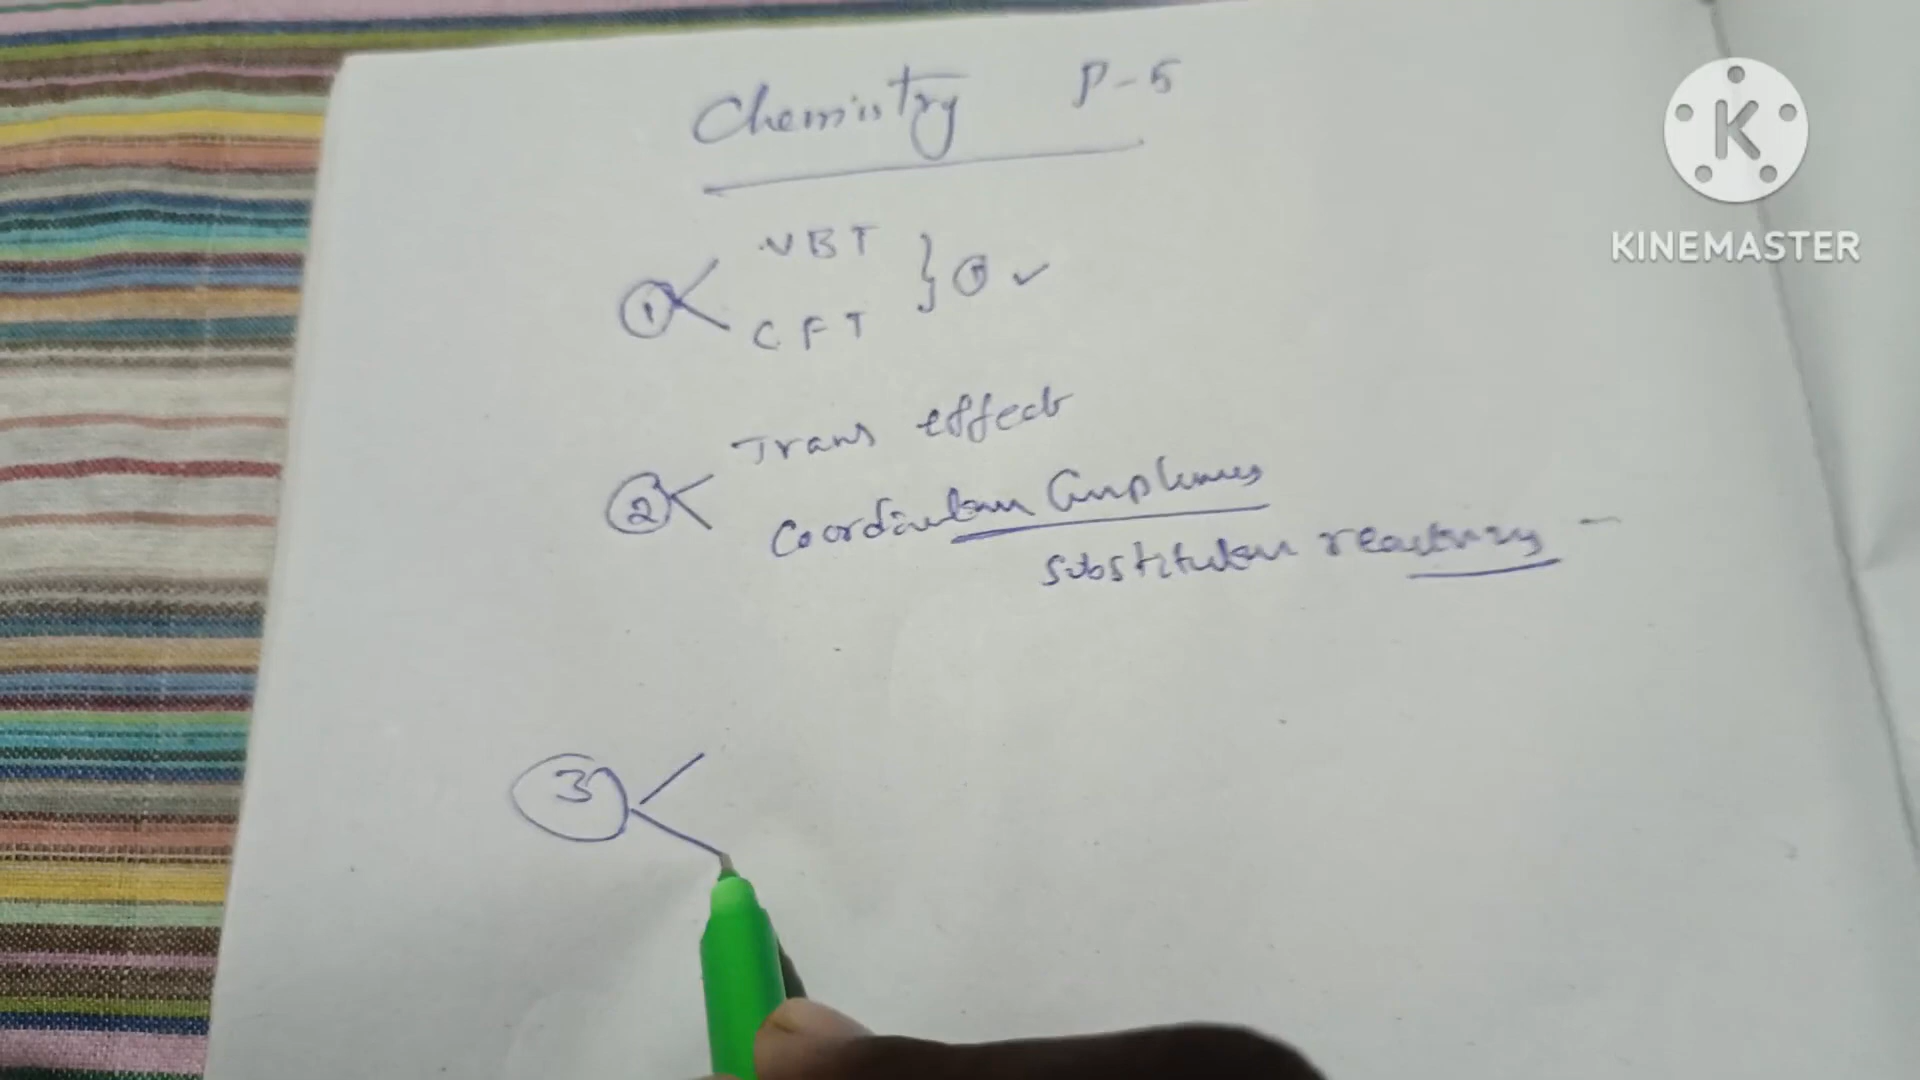 Chemistry P-5
① VBT
CFT } ①
② Trans effect
Coordination Complexes
substitution reactions -
③
K
KINEMASTER